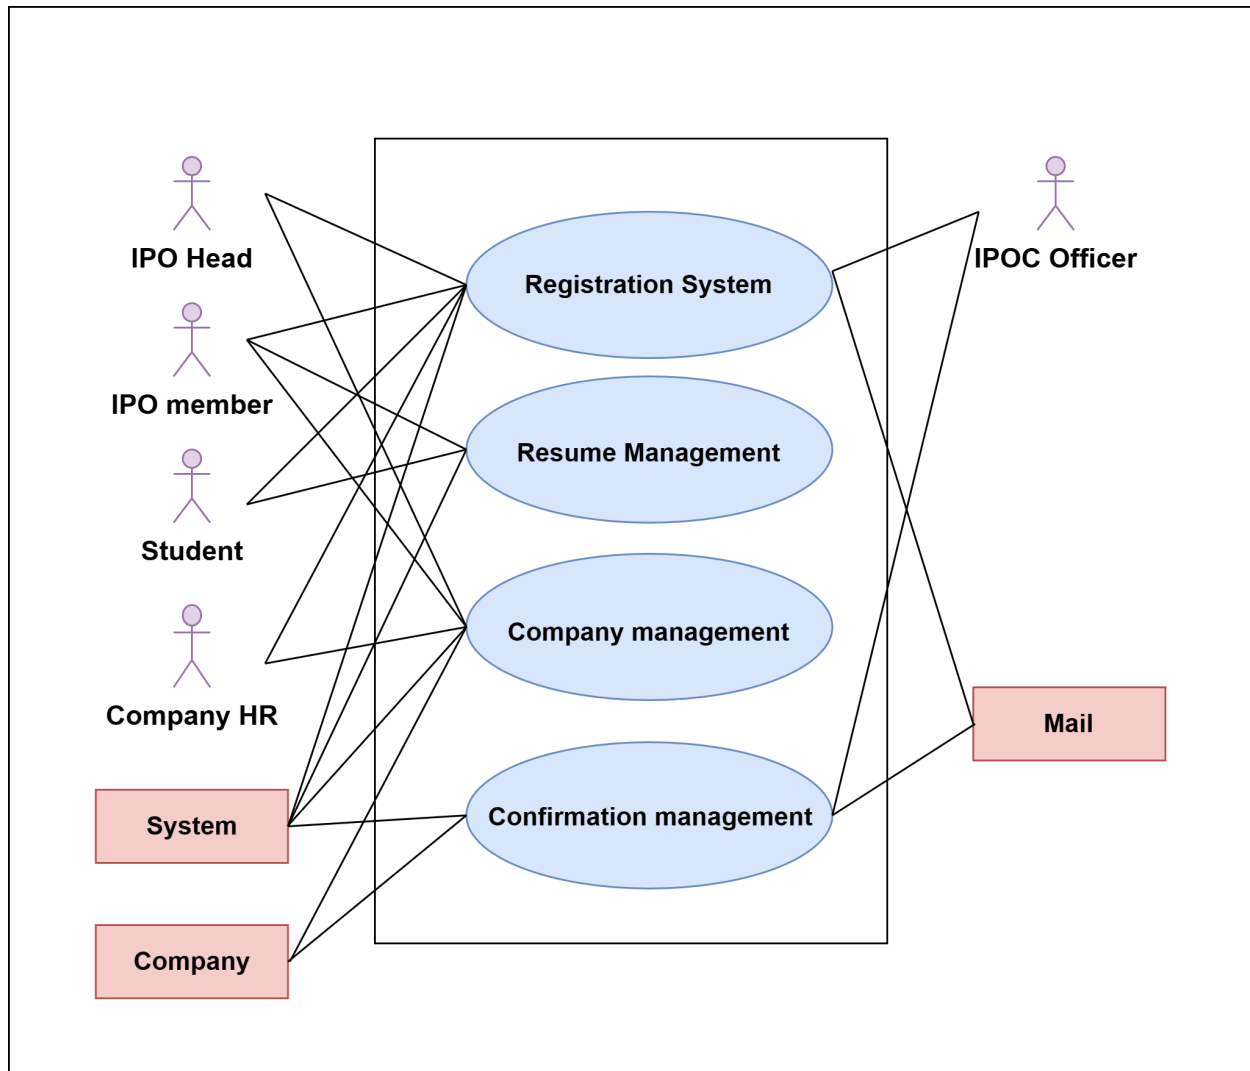 IPO Head
IPOC Officer
Registration System
IPO member
Resume Management
Student
Company management
Company HR
Mail
System
Confirmation management
Company